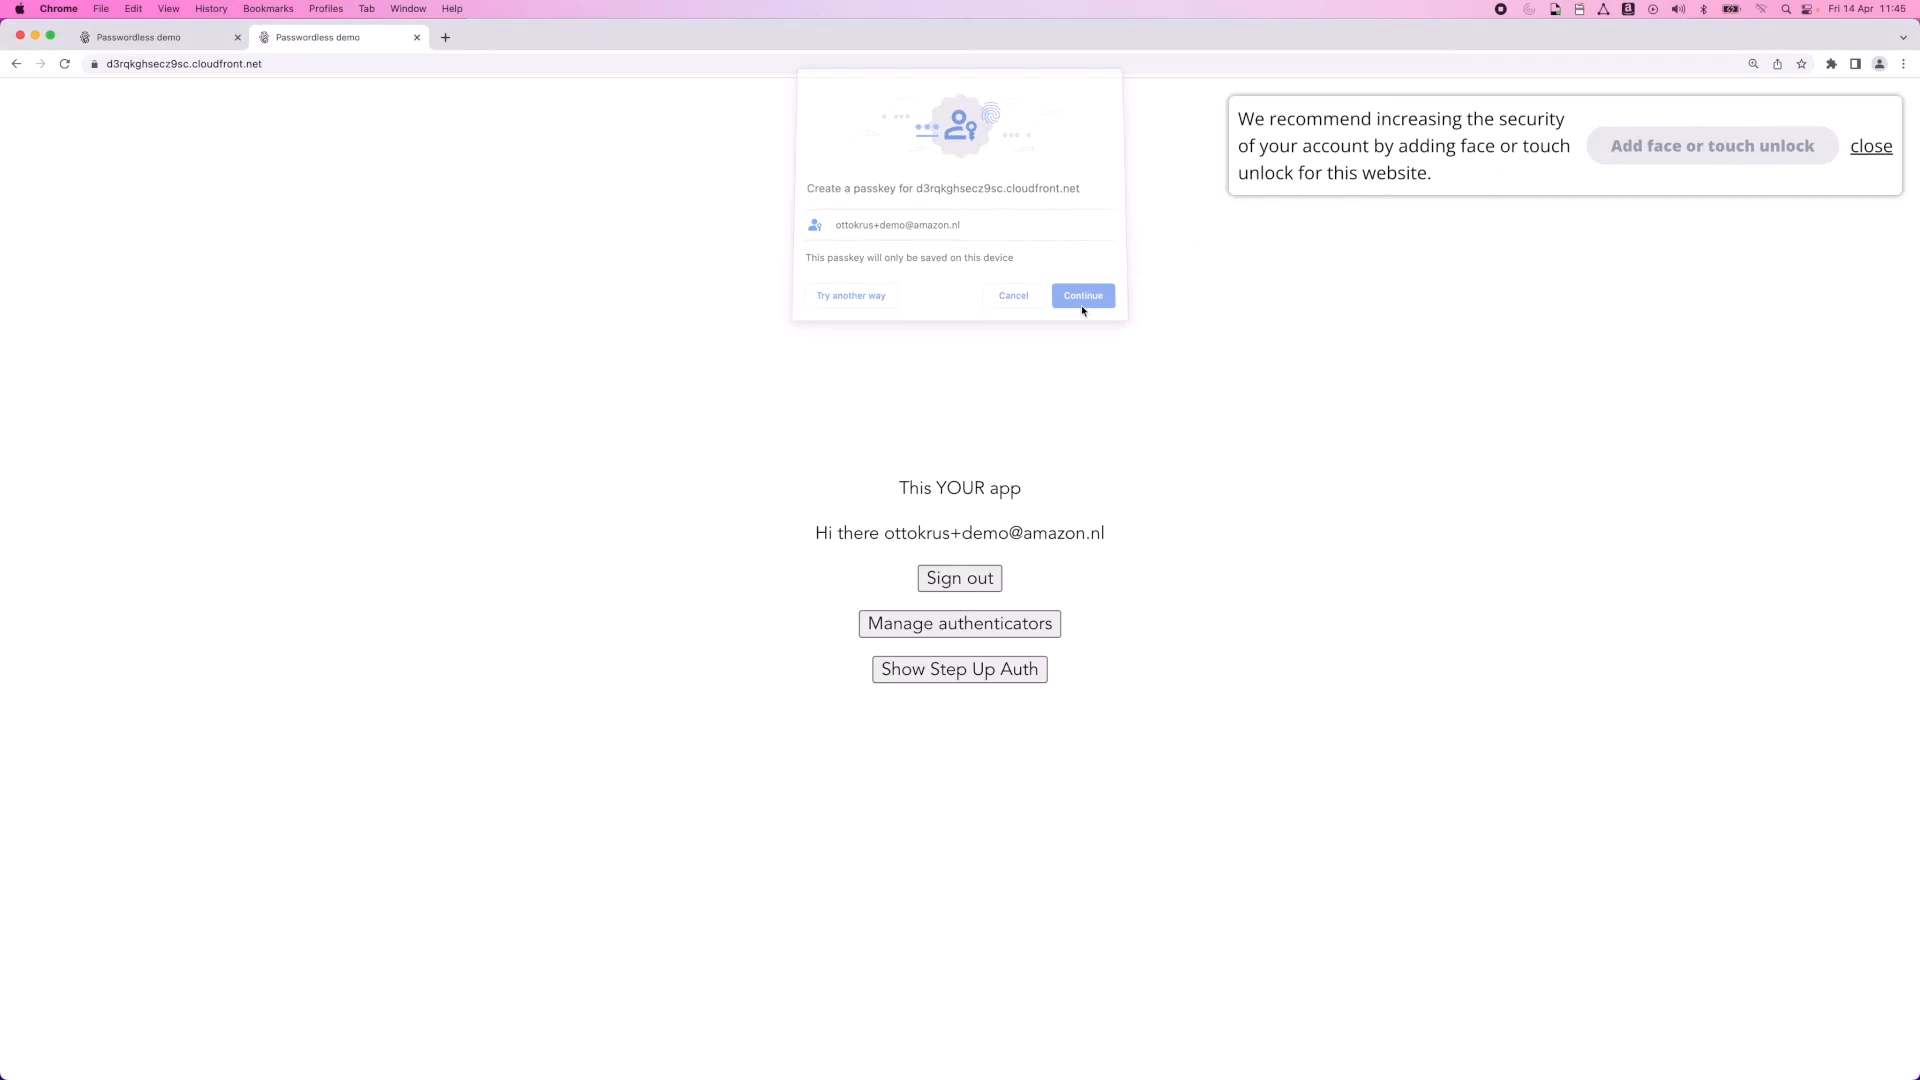 Chrome File Edit View History Bookmarks Profiles Tab Window Help Fri 14 Apr 11:45
Passwordless demo Passwordless demo
d3rqkghsecz9sc.cloudfront.net
Create a passkey for d3rqkghsecz9sc.cloudfront.net
ottokrus+demo@amazon.nl
This passkey will only be saved on this device
Try another way Cancel Continue
We recommend increasing the security
of your account by adding face or touch
unlock for this website.
Add face or touch unlock close
This YOUR app
Hi there ottokrus+demo@amazon.nl
Sign out
Manage authenticators
Show Step Up Auth